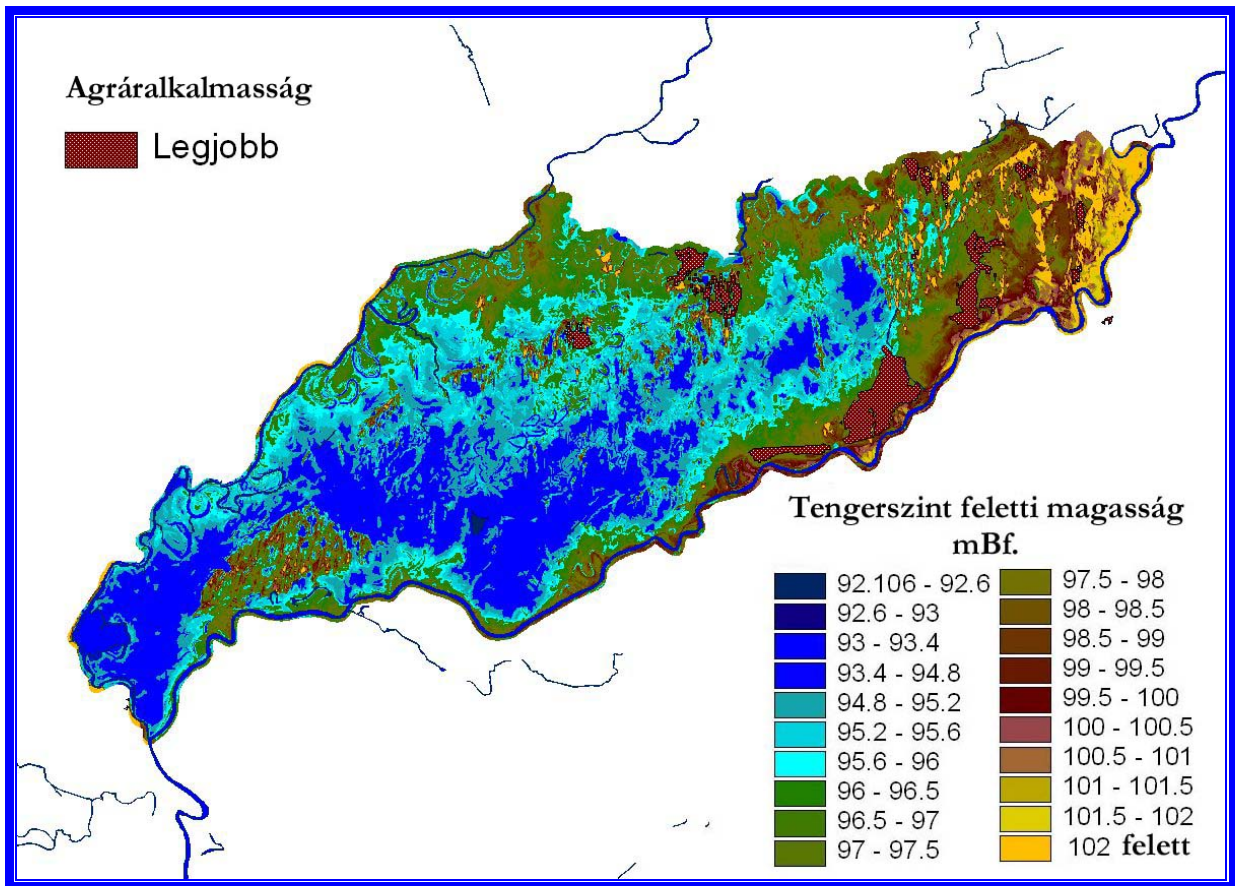 Agráralkalmasság
Legjobb
Tengerszint feletti magasság
mBf.
92.106 - 92.6
92.6 - 93
93 - 93.4
93.4 - 94.8
94.8 - 95.2
95.2 - 95.6
95.6 - 96
96 - 96.5
96.5 - 97
97 - 97.5
97.5 - 98
98 - 98.5
98.5 - 99
99 - 99.5
99.5 - 100
100 - 100.5
100.5 - 101
101 - 101.5
101.5 - 102
102 felett